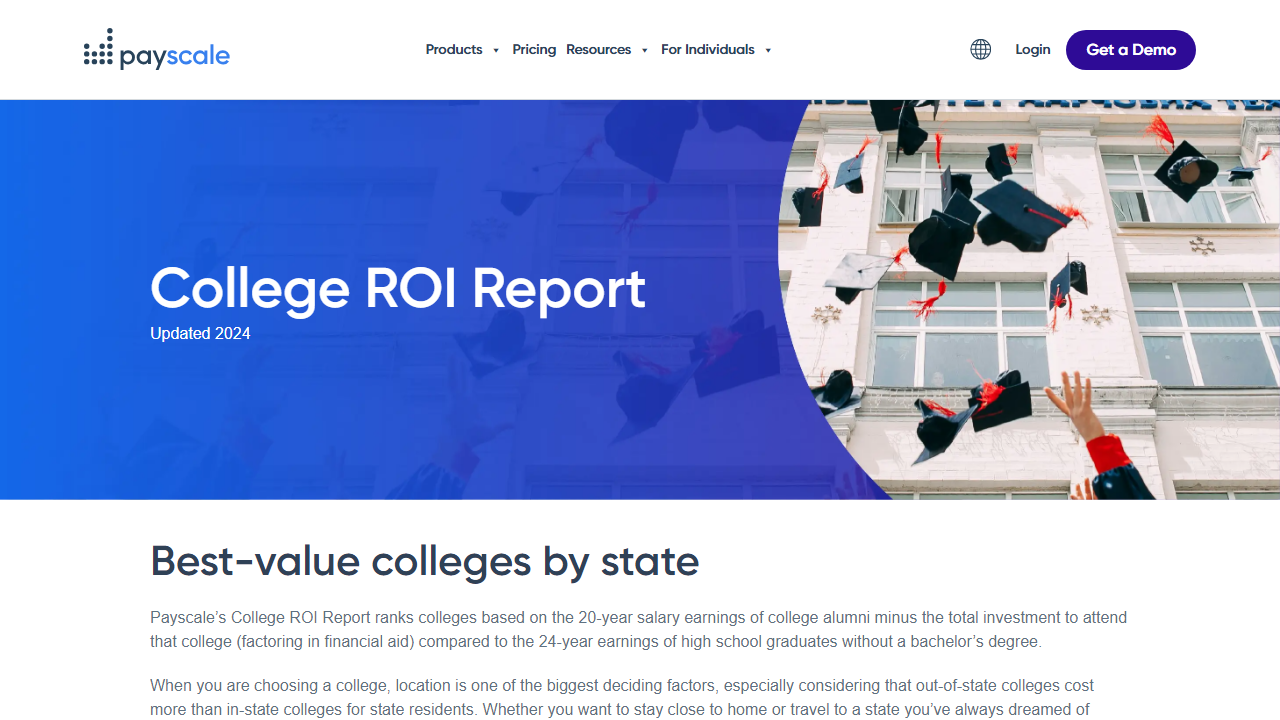 payscale
Products
Pricing
Resources
For Individuals
Login
Get a Demo
College ROI Report
Updated 2024
Best-value colleges by state
Payscale’s College ROI Report ranks colleges based on the 20-year salary earnings of college alumni minus the total investment to attend
that college (factoring in financial aid) compared to the 24-year earnings of high school graduates without a bachelor’s degree.
When you are choosing a college, location is one of the biggest deciding factors, especially considering that out-of-state colleges cost
more than in-state colleges for state residents. Whether you want to stay close to home or travel to a state you’ve always dreamed of